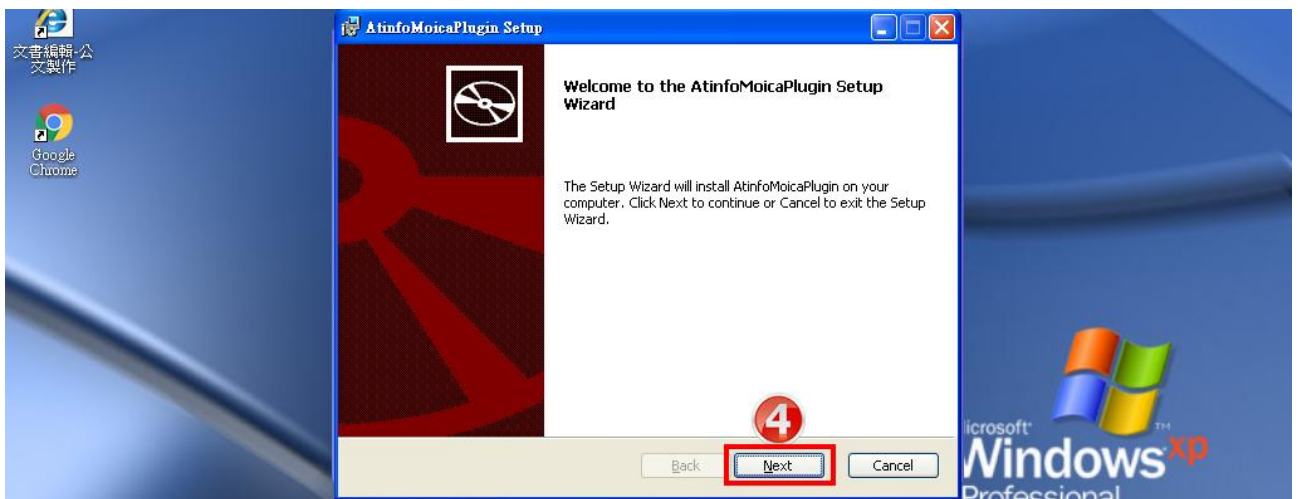 文書編輯-公
文製作
Google
Chrome
AtinfoMoicaPlugin Setup
Welcome to the AtinfoMoicaPlugin Setup
Wizard
The Setup Wizard will install AtinfoMoicaPlugin on your
computer. Click Next to continue or Cancel to exit the Setup
Wizard.
4
Back
Next
Cancel
icrosoft
TM
Windows xp
Professional